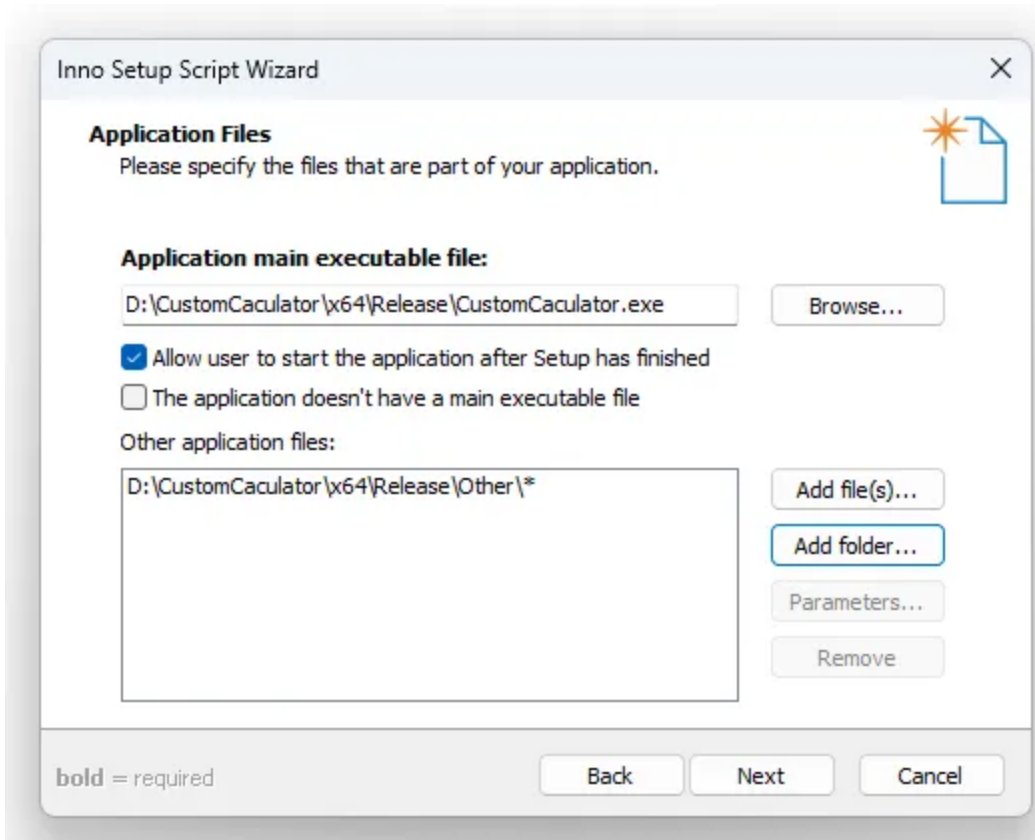 Inno Setup Script Wizard
Application Files
Please specify the files that are part of your application.
Application main executable file:
D:\CustomCaculator\x64\Release\CustomCaculator.exe
Browse...
Allow user to start the application after Setup has finished
The application doesn't have a main executable file
Other application files:
D:\CustomCaculator\x64\Release\Other\*
Add file(s)...
Add folder...
Parameters...
Remove
bold = required
Back
Next
Cancel